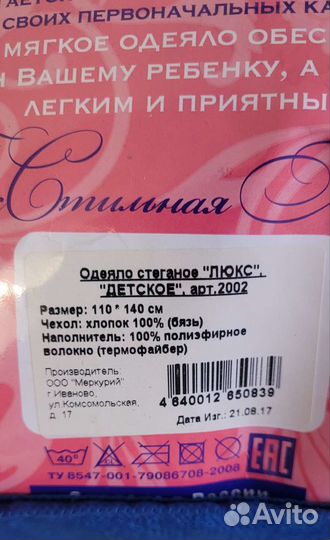 СВОИХ ПЕРВОНАЧАЛЬНЫХ КА
МЯГКОЕ ОДЕЯЛО ОБЕС
Н ВАШЕМУ РЕБЕНКУ, А
ЛЕГКИМ И ПРИЯТНЫ
Стильная
Одеяло стеганое "ЛЮКС",
"ДЕТСКОЕ", арт.2002
Размер: 110 * 140 см
Чехол: хлопок 100% (бязь)
Наполнитель: 100% полиэфирное
волокно (термофайбер)
Производитель:
ООО "Меркурий"
г Иваново,
ул.Комсомольская,
д. 17
4 640012 850839
Дата Изг.: 21.08.17
40°
EAC
ТУ 8547-001-79086708-2008
России
Avito